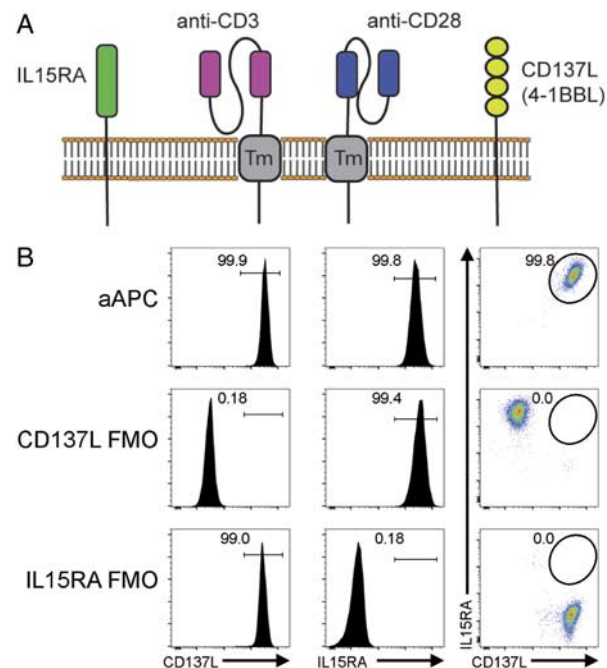 A
anti-CD3
anti-CD28
IL15RA
CD137L
(4-1BBL)
Tm
Tm
B
aAPC
99.9
99.8
99.8
CD137L FMO
0.18
99.4
0.0
IL15RA FMO
99.0
0.18
0.0
IL15RA
CD137L
IL15RA
CD137L